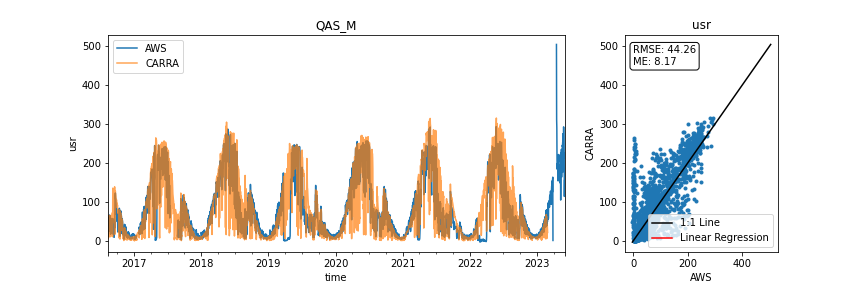 QAS_M
usr
AWS
CARRA
500
400
300
200
100
0
usr
2017
2018
2019
2020
2021
2022
2023
time
RMSE: 44.26
ME: 8.17
500
400
300
200
100
0
CARRA
1:1 Line
Linear Regression
0
200
400
AWS